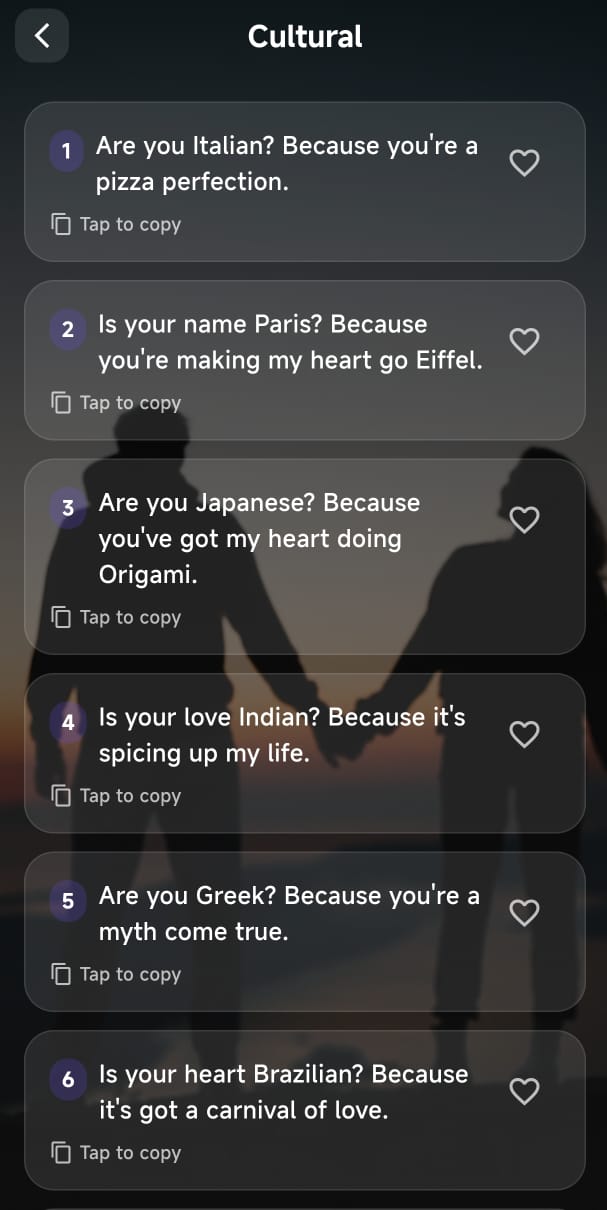 Cultural
1
Are you Italian? Because you're a
pizza perfection.
Tap to copy
2
Is your name Paris? Because
you're making my heart go Eiffel.
Tap to copy
3
Are you Japanese? Because
you've got my heart doing
Origami.
Tap to copy
4
Is your love Indian? Because it's
spicing up my life.
Tap to copy
5
Are you Greek? Because you're a
myth come true.
Tap to copy
6
Is your heart Brazilian? Because
it's got a carnival of love.
Tap to copy